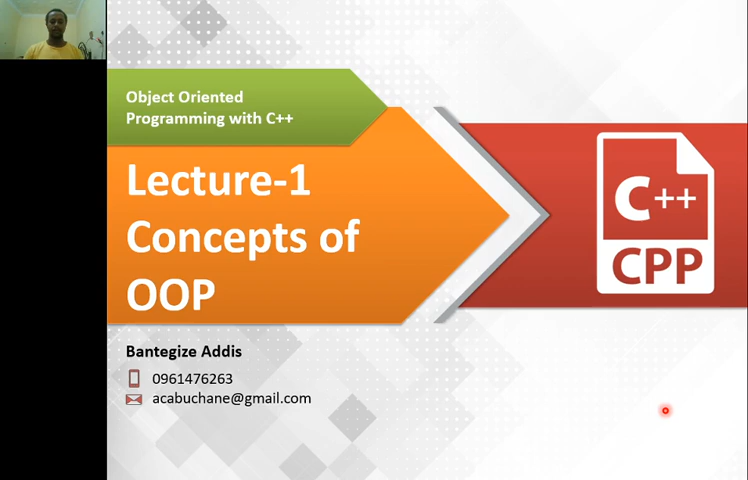 Object Oriented
Programming with C++
Lecture-1
Concepts of
OOP
C++
CPP
Bantegize Addis
0961476263
acabuchane@gmail.com